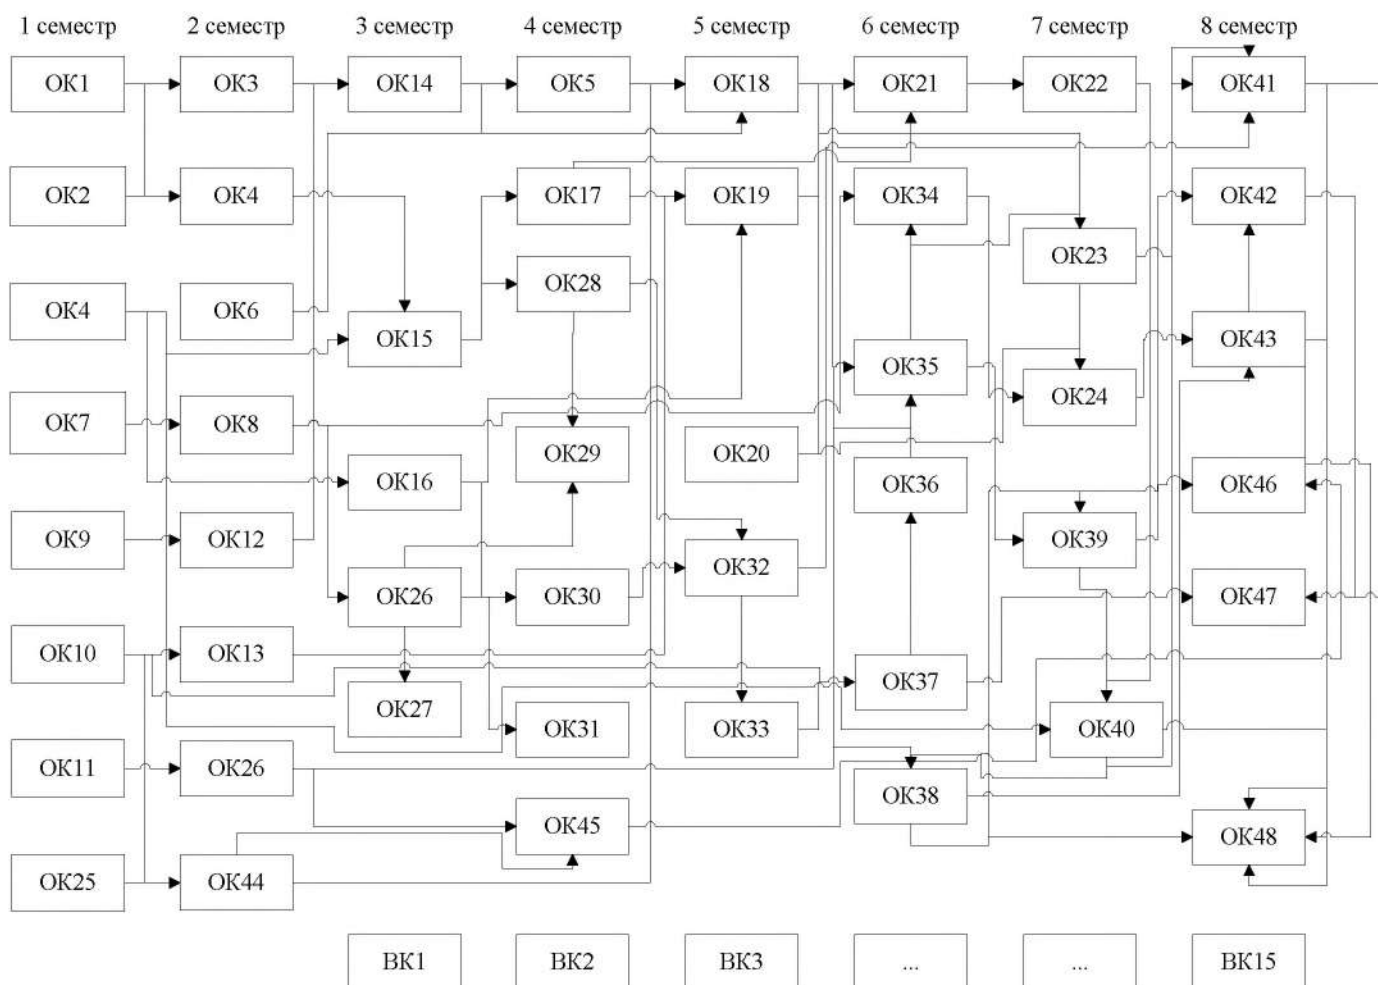 1 семестр 2 семестр 3 семестр 4 семестр 5 семестр 6 семестр 7 семестр 8 семестр
ОК1 ОК3 ОК14 ОК5 ОК18 ОК21 ОК22 ОК41
ОК2 ОК4 ОК17 ОК19 ОК34 ОК42
ОК23
ОК28
ОК4 ОК6 ОК15 ОК43
ОК35
ОК24
ОК7 ОК8
ОК29 ОК20
ОК16 ОК36 ОК46
ОК9 ОК12 ОК39
ОК32
ОК26 ОК30 ОК47
ОК10 ОК13
ОК37
ОК27
ОК31 ОК33 ОК40
ОК11 ОК26
ОК38
ОК45
ОК48
ОК25 ОК44
ВК1 ВК2 ВК3 ... ... ВК15